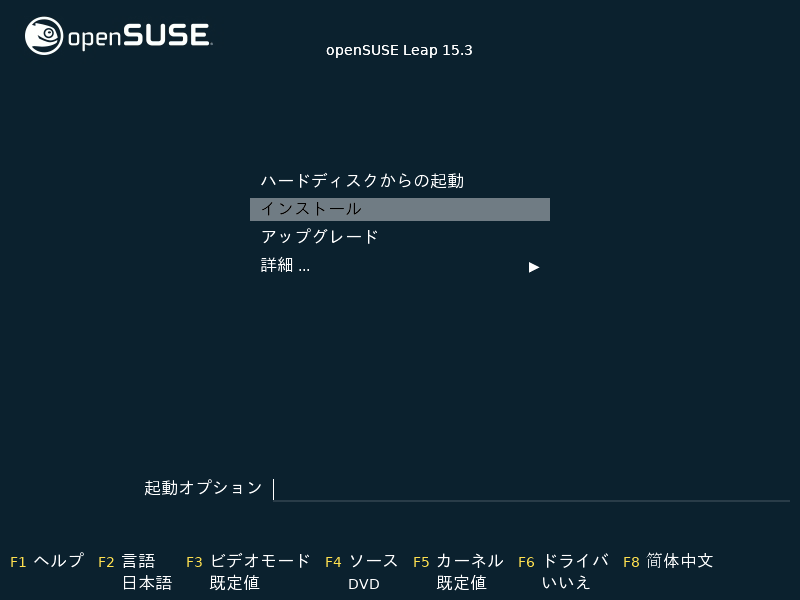 openSUSE
openSUSE Leap 15.3
ハードディスクからの起動
インストール
アップグレード
詳細 ...
起動オプション
F1 ヘルプ F2 言語 F3 ビデオモード F4 ソース F5 カーネル F6 ドライバ F8 简体中文
日本語 既定値 DVD 既定値 いいえ